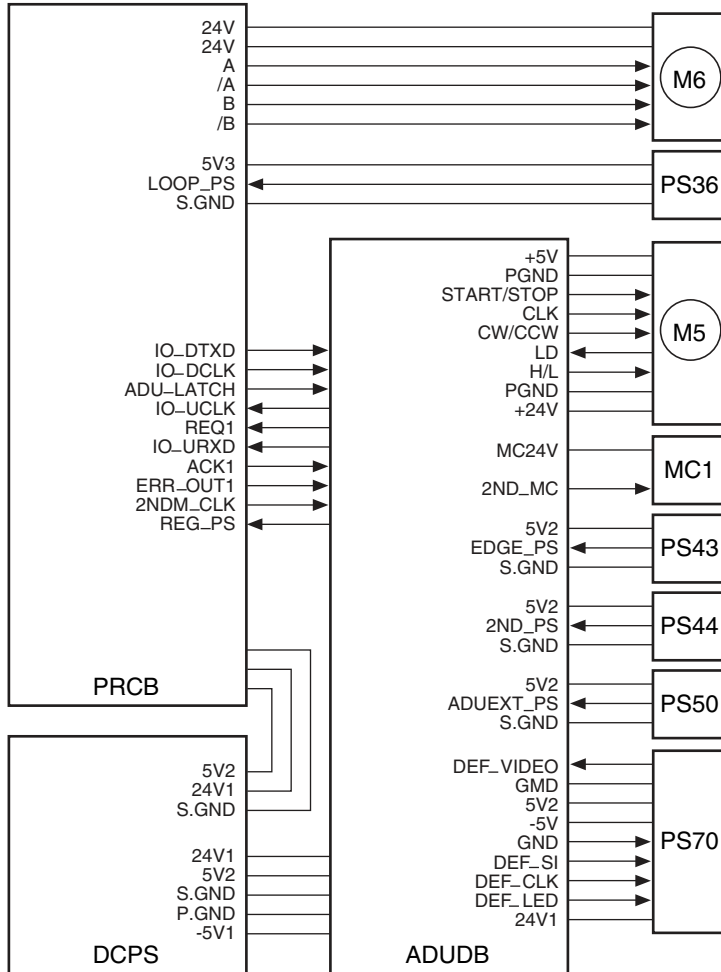 24V
24V
A
/A
B
/B
M6
5V3
LOOP_PS
S.GND
PS36
IO_DTXD
IO_DCLK
ADU_LATCH
IO_UCLK
REQ1
IO_URXD
ACK1
ERR_OUT1
2NDM_CLK
REG_PS
PRCB
+5V
PGND
START/STOP
CLK
CW/CCW
LD
H/L
PGND
+24V
M5
MC24V
2ND_MC
MC1
5V2
EDGE_PS
S.GND
PS43
5V2
2ND_PS
S.GND
PS44
5V2
ADUEXT_PS
S.GND
PS50
DEF_VIDEO
GMD
5V2
-5V
GND
DEF_SI
DEF_CLK
DEF_LED
24V1
PS70
5V2
24V1
S.GND
24V1
5V2
S.GND
P.GND
-5V1
DCPS
ADUDB